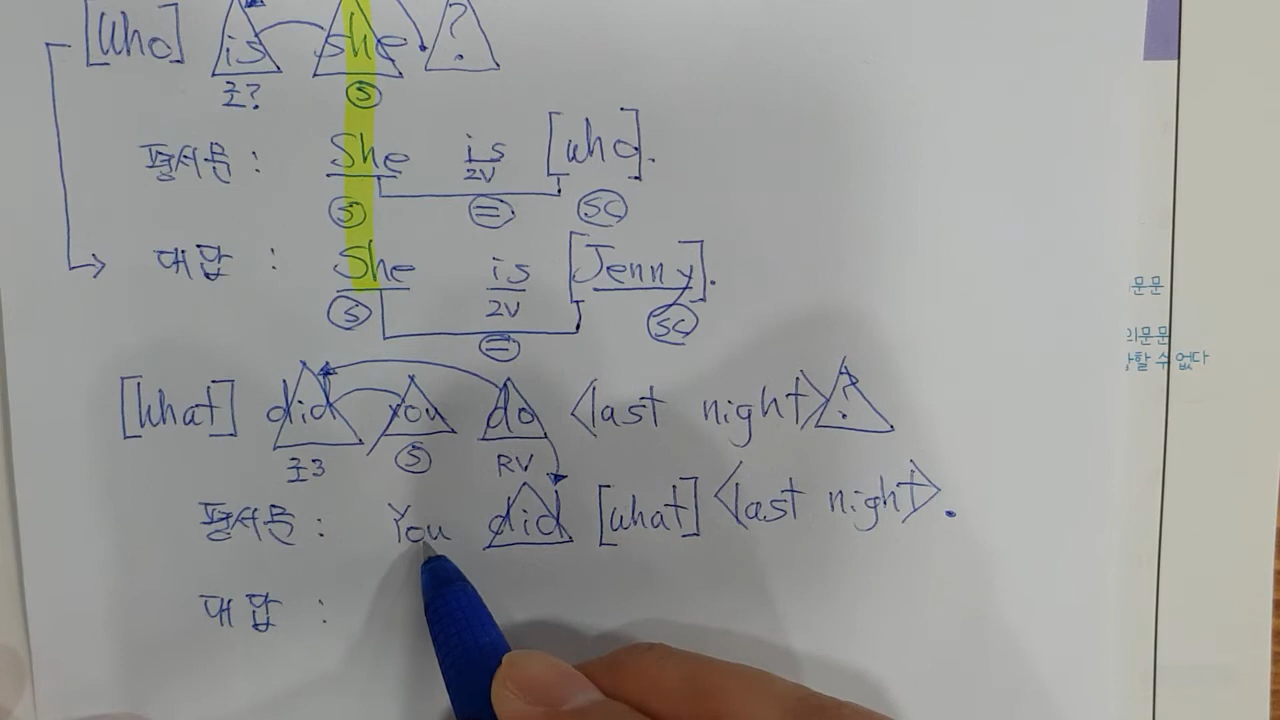 [Who] is she ?
조? Ⓢ
평서문 : She is [who].
2V
Ⓢ ⊜ SC
대답 : She is [Jenny].
2V
Ⓢ SC
⊜
[What] did you do <last night> ?
조3 Ⓢ RV
평서문 : You did [what] <last night>.
대답 :
문문
의문문
할 수 없다